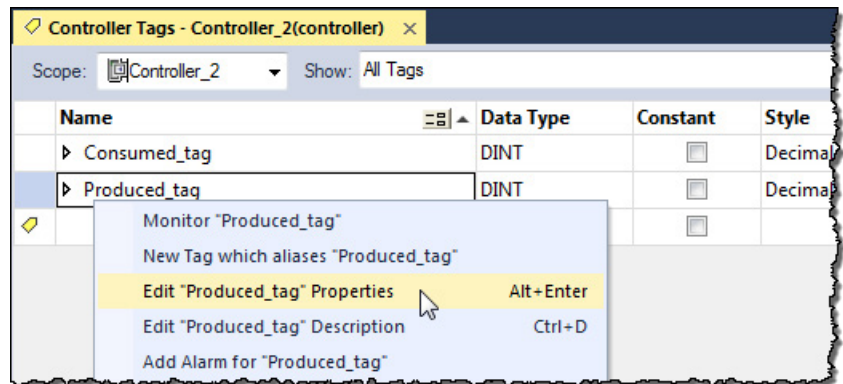 Controller Tags - Controller_2(controller)
Scope: Controller_2 Show: All Tags
Name Data Type Constant Style
Consumed_tag DINT Decimal
Produced_tag DINT Decimal
Monitor "Produced_tag"
New Tag which aliases "Produced_tag"
Edit "Produced_tag" Properties Alt+Enter
Edit "Produced_tag" Description Ctrl+D
Add Alarm for "Produced_tag"